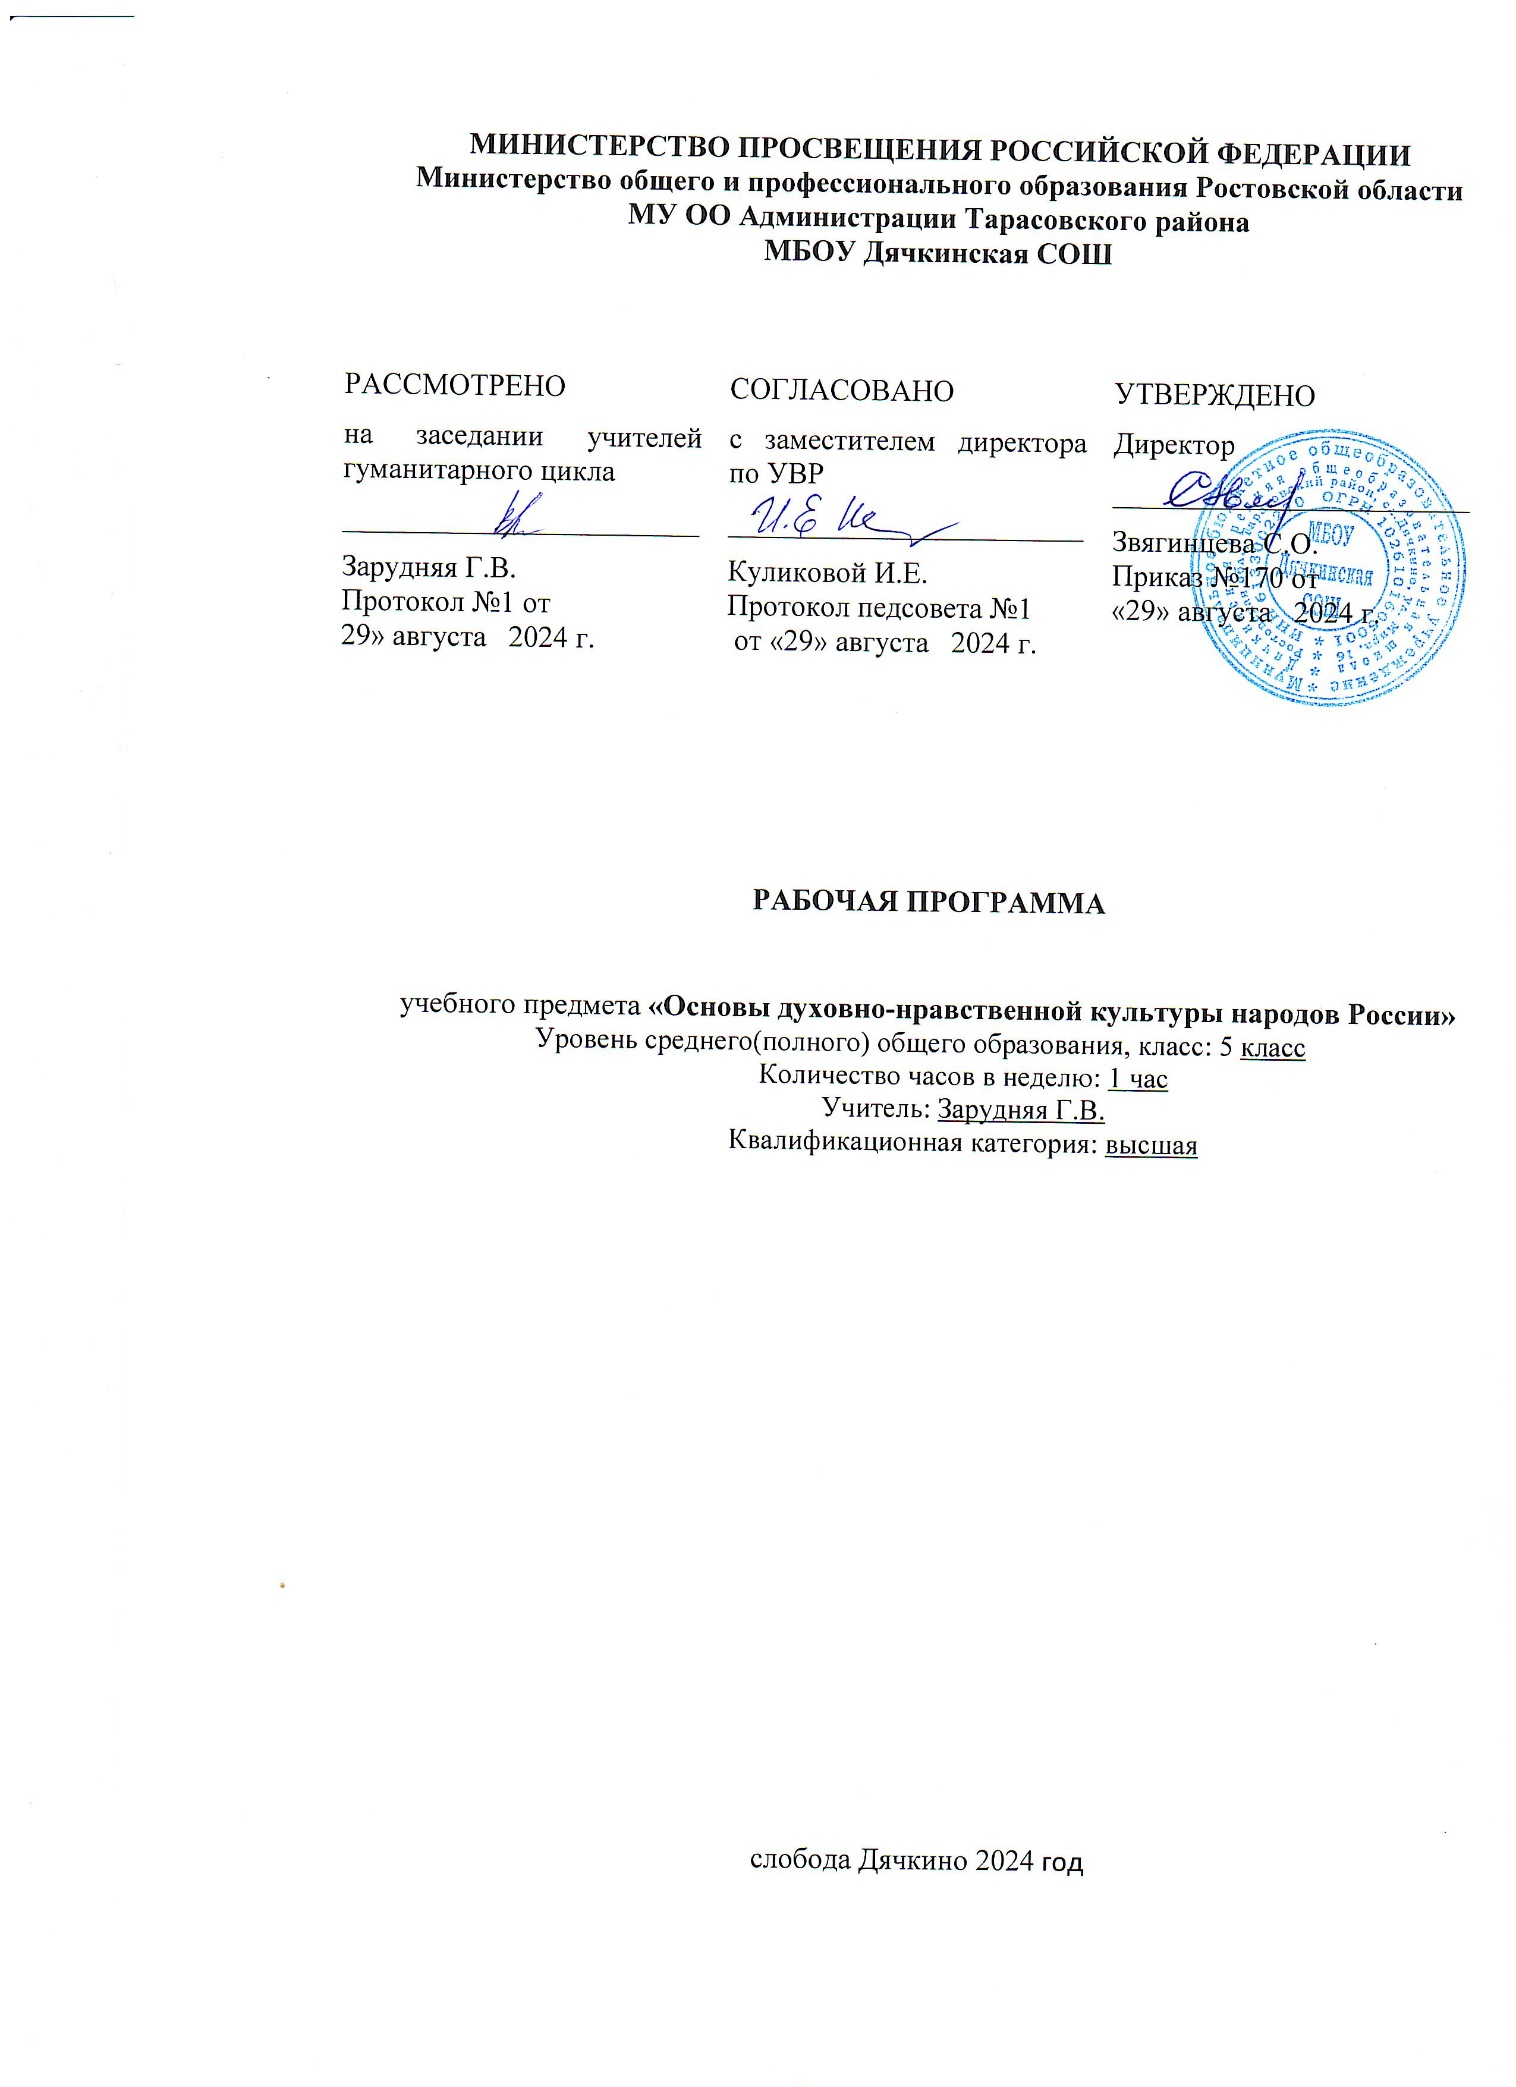 МИНИСТЕРСТВО ПРОСВЕЩЕНИЯ РОССИЙСКОЙ ФЕДЕРАЦИИ
Министерство общего и профессионального образования Ростовской области
МУ ОО Администрации Тарасовского района
МБОУ Дячкинская СОШ
РАССМОТРЕНО
на заседании учителей
гуманитарного цикла
Зарудняя Г.В.
Протокол №1 от
29» августа 2024 г.
СОГЛАСОВАНО
с заместителем директора
по УВР
И.Е
Куликовой И.Е.
Протокол педсовета №1
от «29» августа 2024 г.
УТВЕРЖДЕНО
Директор
Звягинцева С.О.
Приказ №170 от
«29» августа 2024 г.
МБОУ
Дячкинская
СОШ
РАБОЧАЯ ПРОГРАММА
учебного предмета «Основы духовно-нравственной культуры народов России»
Уровень среднего(полного) общего образования, класс: 5 класс
Количество часов в неделю: 1 час
Учитель: Зарудняя Г.В.
Квалификационная категория: высшая
слобода Дячкино 2024 год